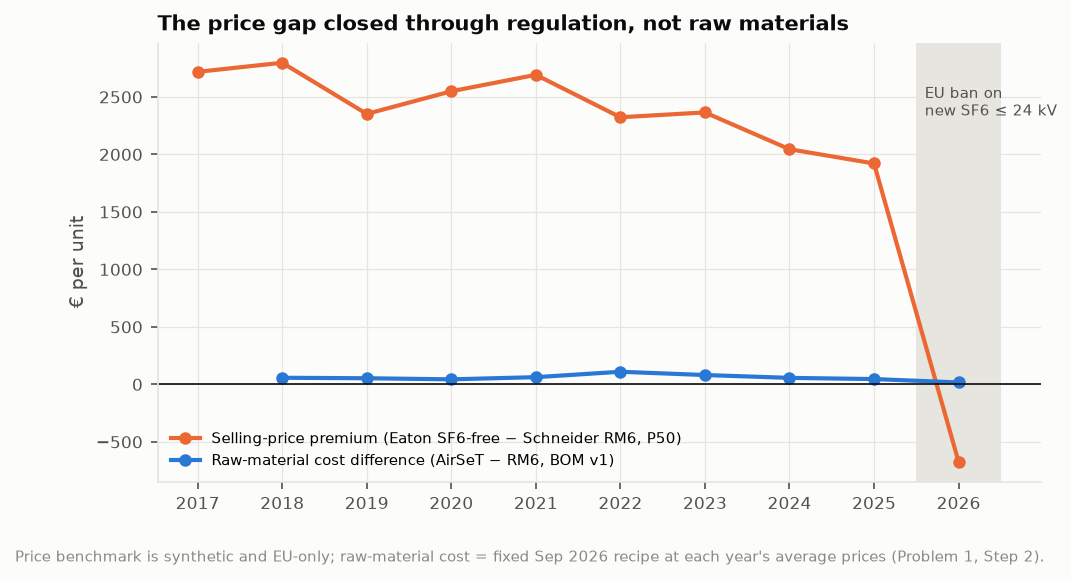 The price gap closed through regulation, not raw materials
EU ban on
new SF6 ≤ 24 kV
€ per unit
2500
2000
1500
1000
500
0
−500
Selling-price premium (Eaton SF6-free − Schneider RM6, P50)
Raw-material cost difference (AirSeT − RM6, BOM v1)
2017 2018 2019 2020 2021 2022 2023 2024 2025 2026
Price benchmark is synthetic and EU-only; raw-material cost = fixed Sep 2026 recipe at each year's average prices (Problem 1, Step 2).